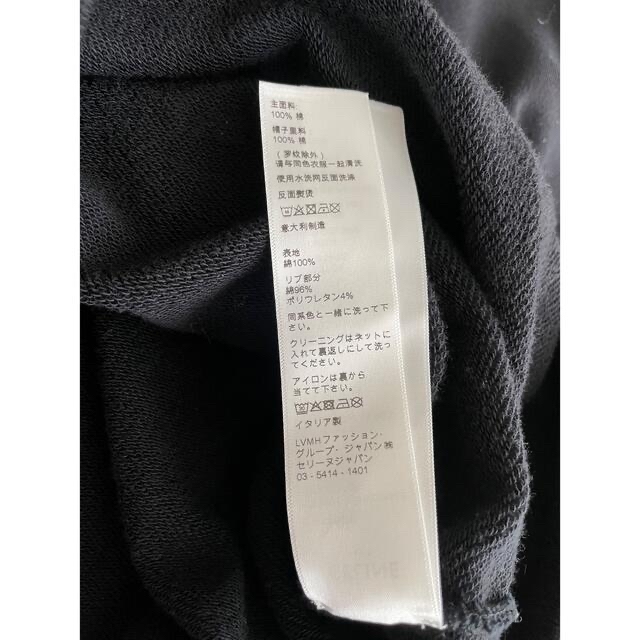 主面料:
100% 棉
帽子里料:
100% 棉
(罗纹除外)
请与同色衣服一起清洗
使用水洗网反面洗涤
反面熨烫
意大利制造
表地
綿100%
リブ部分
綿96%
ポリウレタン4%
同系色と一緒に洗って下
さい。
クリーニングはネットに
入れて裏返しにして洗っ
てください。
アイロンは裏から
当てて下さい。
イタリア製
LVMHファッション・
グループ・ジャパン㈱
セリーヌジャパン
03 - 5414 - 1401